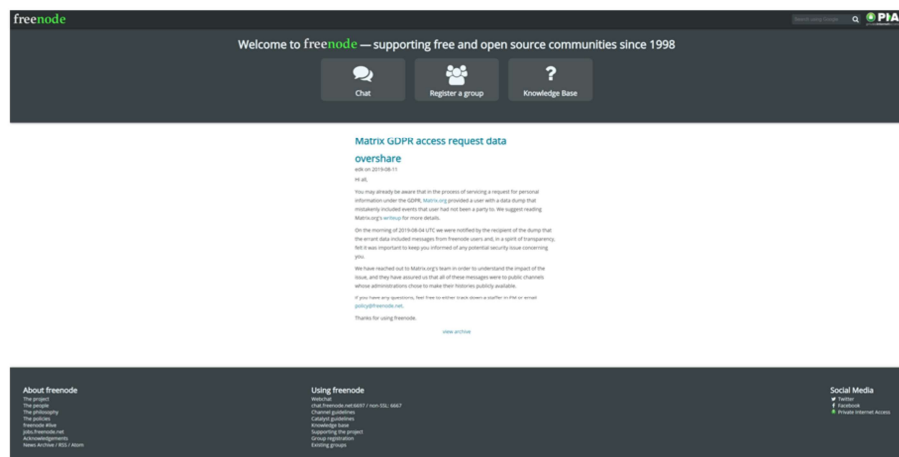 freenode
Search using Google
PIA
Welcome to freenode — supporting free and open source communities since 1998
Chat
Register a group
?
Knowledge Base
Matrix GDPR access request data
overshare
edk on 2019-08-11
Hi all,
You may already be aware that in the process of servicing a request for personal
information under the GDPR, Matrix.org provided a user with a data dump that
mistakenly included events that user had not been a party to. We suggest reading
Matrix.org's writeup for more details.
On the morning of 2019-08-04 UTC we were notified by the recipient of the dump that
the errant data included messages from freenode users and, in a spirit of transparency,
felt it was important to keep you informed of any potential security issue concerning
you.
We have reached out to Matrix.org's team in order to understand the impact of the
issue, and they have assured us that all of these messages were to public channels
whose administrations chose to make their histories publicly available.
If you have any questions, feel free to either track down a staffer in PM or email
policy@freenode.net.
Thanks for using freenode.
view archive
About freenode
The project
The people
The philosophy
The policies
freenode #live
jobs.freenode.net
Acknowledgements
News Archive / RSS / Atom
Using freenode
Webchat
chat.freenode.net:6697 / non SSL: 6667
Channel guidelines
Catalyst guidelines
Knowledge base
Supporting the project
Group registration
Existing groups
Social Media
Twitter
Facebook
Private Internet Access